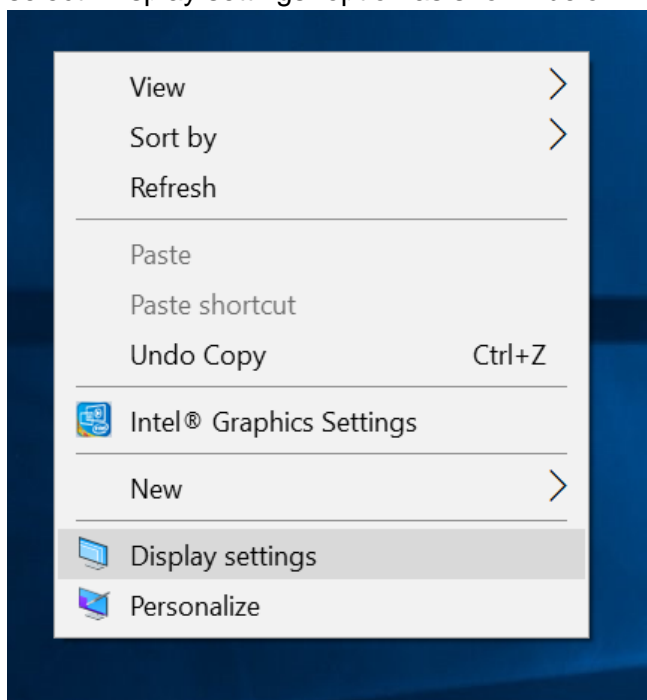 View
Sort by
Refresh
Paste
Paste shortcut
Undo Copy Ctrl+Z
Intel® Graphics Settings
New
Display settings
Personalize